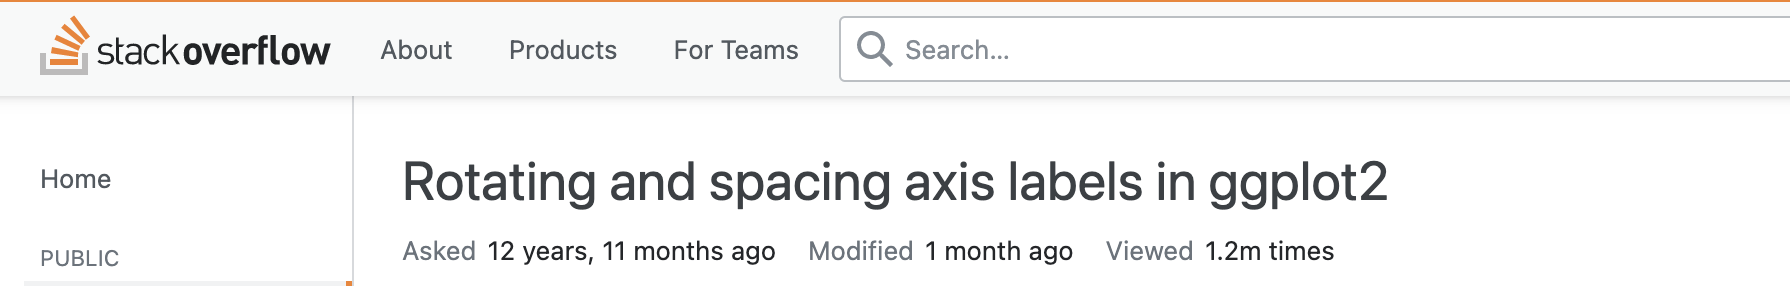 stackoverflow About Products For Teams Search...
Home
Rotating and spacing axis labels in ggplot2
Asked 12 years, 11 months ago Modified 1 month ago Viewed 1.2m times
PUBLIC